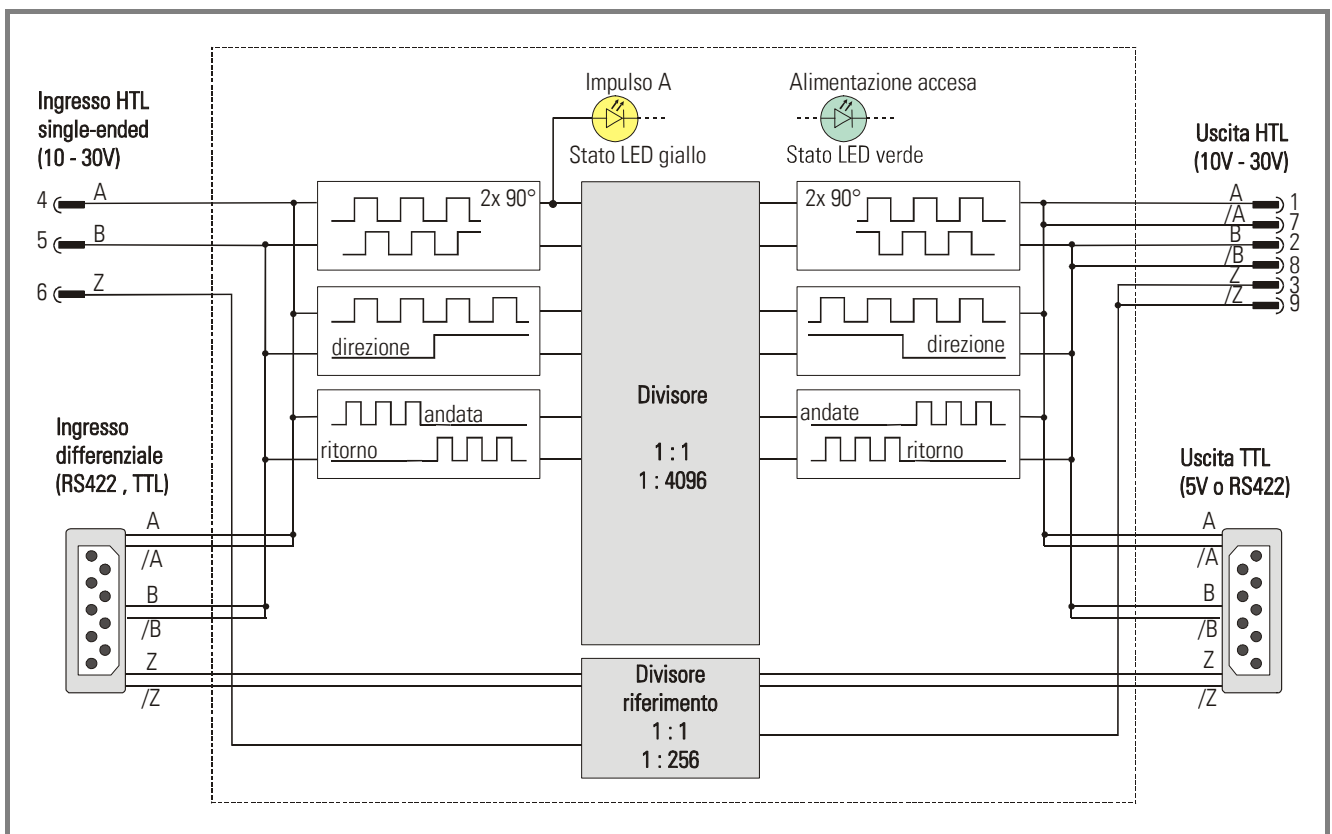 Impulso A
Alimentazione accesa
Stato LED giallo
Stato LED verde
Ingresso HTL
single-ended
(10 - 30V)
4 A
5 B
6 Z
2x 90°
direzione
andata
ritorno
Ingresso
differenziale
(RS422 , TTL)
A
/A
B
/B
Z
/Z
Divisore
1 : 1
1 : 4096
Divisore
riferimento
1 : 1
1 : 256
2x 90°
direzione
andate
ritorno
Uscita HTL
(10V - 30V)
A 1
/A 7
B 2
/B 8
Z 3
/Z 9
Uscita TTL
(5V o RS422)
A
/A
B
/B
Z
/Z